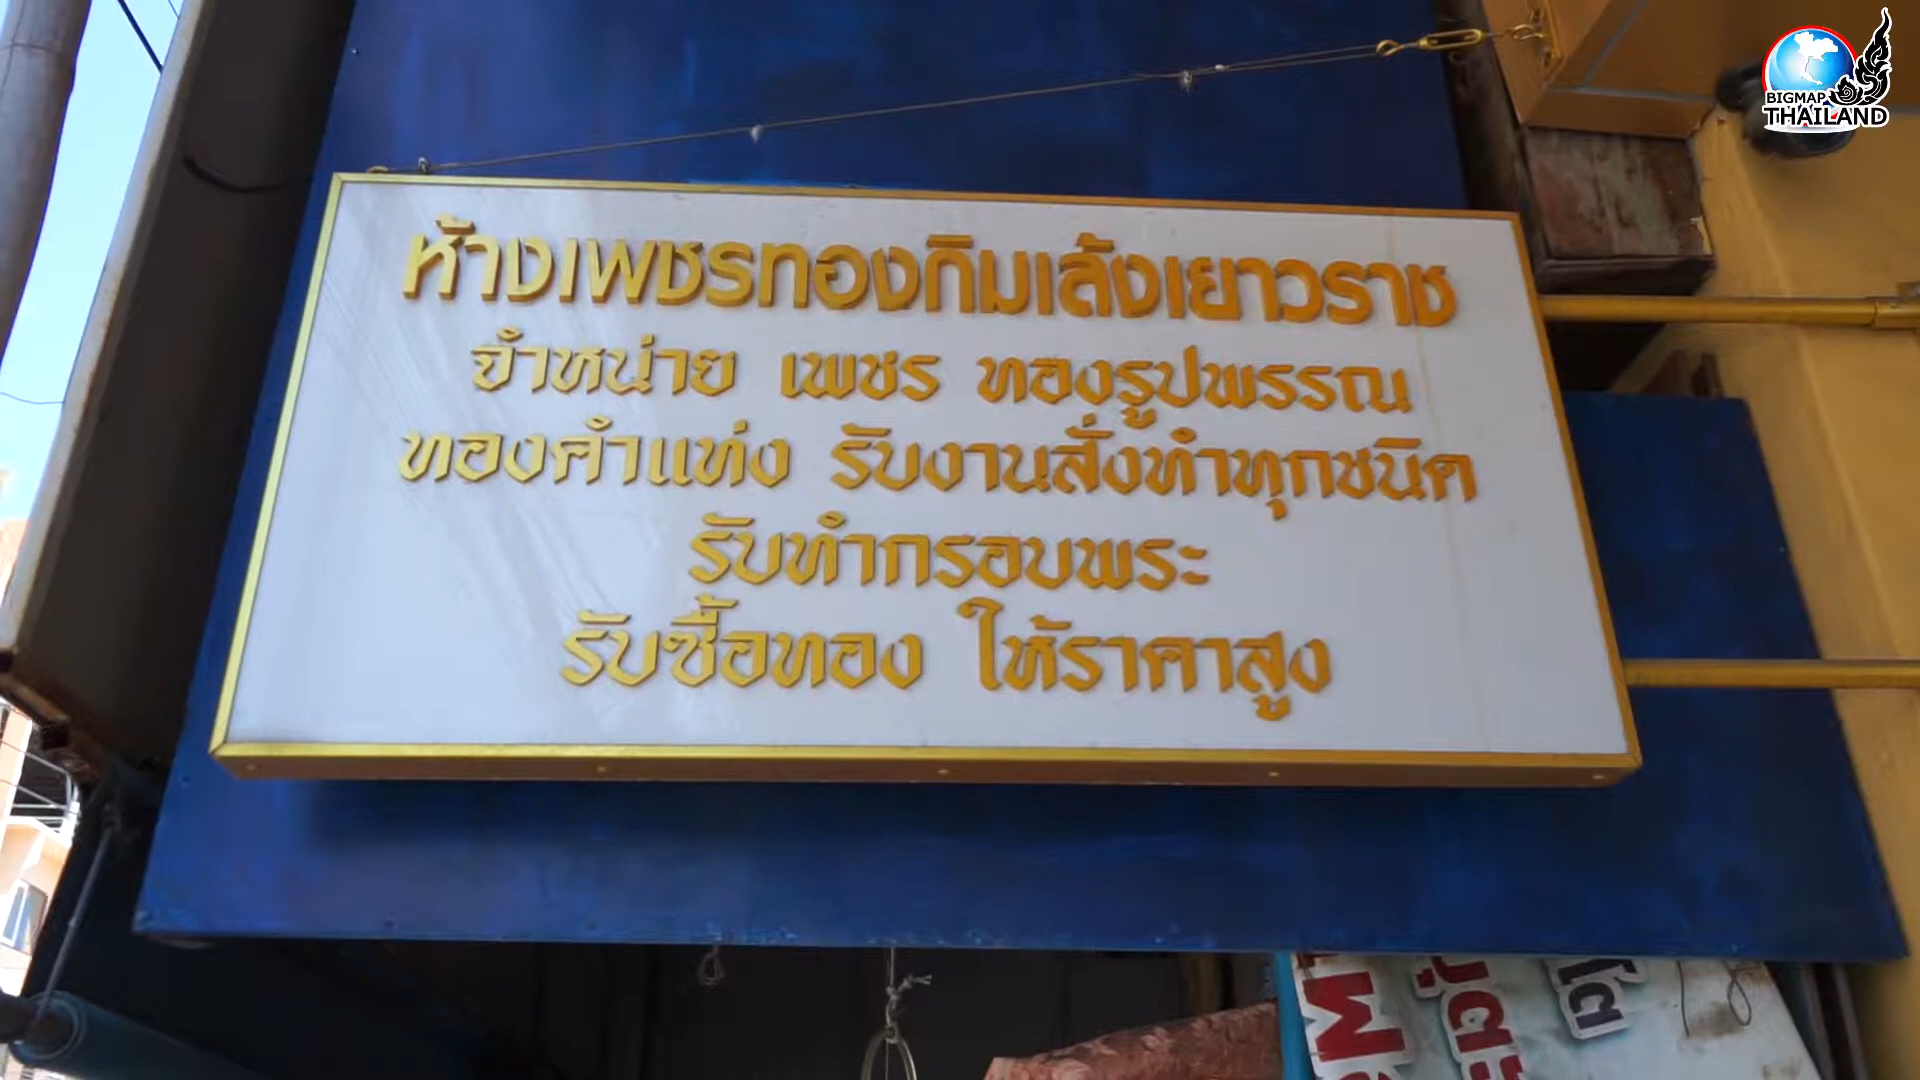 BIGMAP
THAILAND
ห้างเพชรทองกิมเล้งเยาวราช
จำหน่าย เพชร ทองรูปพรรณ
ทองคำแท่ง รับงานสั่งทำทุกชนิด
รับทำกรอบพระ
รับซื้อทอง ให้ราคาสูง